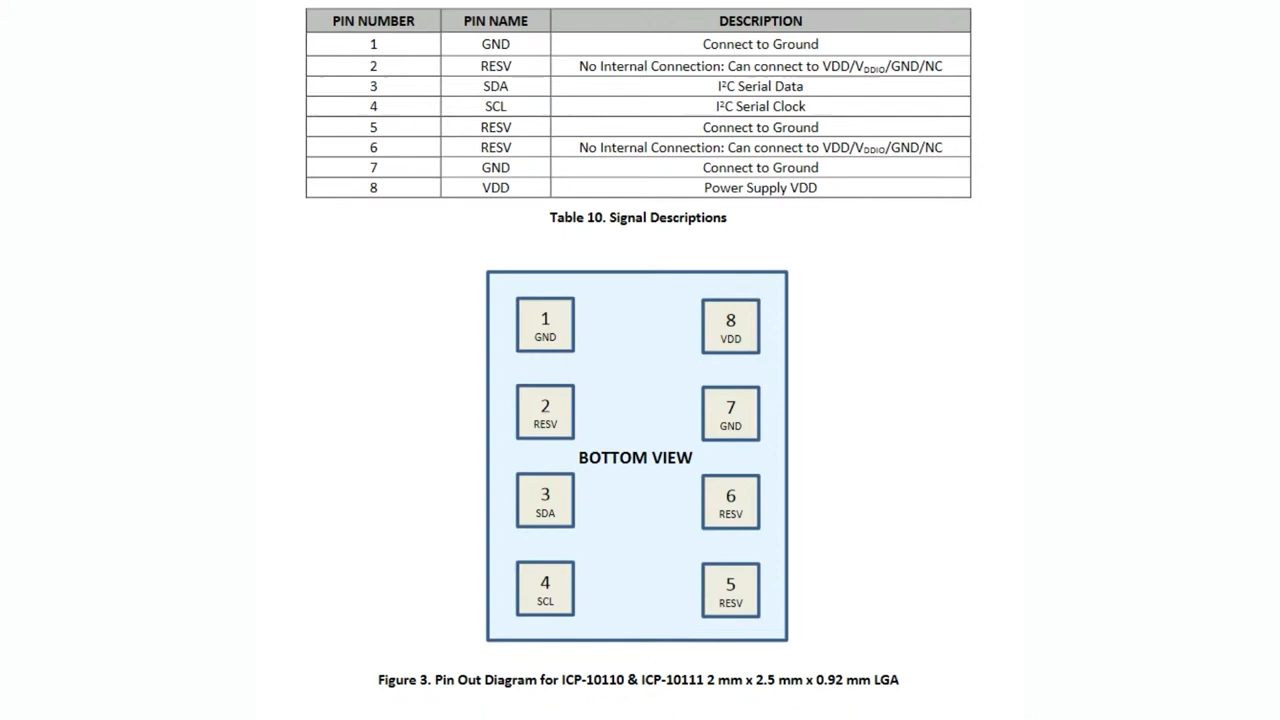 PIN NUMBER PIN NAME DESCRIPTION
1 GND Connect to Ground
2 RESV No Internal Connection: Can connect to VDD/VDDIO/GND/NC
3 SDA I²C Serial Data
4 SCL I²C Serial Clock
5 RESV Connect to Ground
6 RESV No Internal Connection: Can connect to VDD/VDDIO/GND/NC
7 GND Connect to Ground
8 VDD Power Supply VDD
Table 10. Signal Descriptions
1 8
GND VDD
2 7
RESV GND
BOTTOM VIEW
3 6
SDA RESV
4 5
SCL RESV
Figure 3. Pin Out Diagram for ICP-10110 & ICP-10111 2 mm x 2.5 mm x 0.92 mm LGA